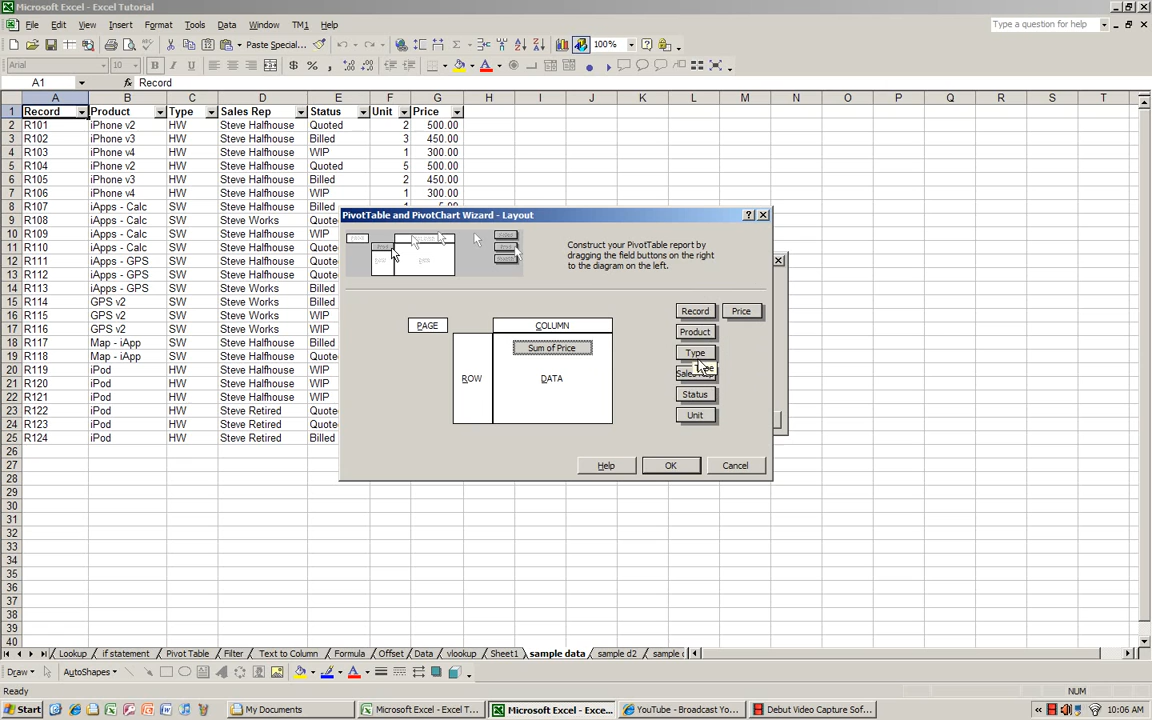 Microsoft Excel - Excel Tutorial
File Edit View Insert Format Tools Data Window TM1 Help
Type a question for help
Paste Special...
100%
Arial 10
A1 fx Record
A B C D E F G H I J K L M N O P Q R S T
1 Record Product Type Sales Rep Status Unit Price
2 R101 iPhone v2 HW Steve Halfhouse Quoted 2 500.00
3 R102 iPhone v3 HW Steve Halfhouse Billed 3 450.00
4 R103 iPhone v4 HW Steve Halfhouse WIP 1 300.00
5 R104 iPhone v2 HW Steve Halfhouse Quoted 5 500.00
6 R105 iPhone v3 HW Steve Halfhouse Billed 2 450.00
7 R106 iPhone v4 HW Steve Halfhouse WIP 1 300.00
8 R107 iApps - Calc SW Steve Halfhouse Billed 1 5.00
9 R108 iApps - Calc SW Steve Works Quote
10 R109 iApps - Calc SW Steve Halfhouse WIP
11 R110 iApps - Calc SW Steve Halfhouse Quote
12 R111 iApps - GPS SW Steve Works Billed
13 R112 iApps - GPS SW Steve Works Billed
14 R113 iApps - GPS SW Steve Works Billed
15 R114 GPS v2 SW Steve Works Billed
16 R115 GPS v2 SW Steve Works WIP
17 R116 GPS v2 SW Steve Works WIP
18 R117 Map - iApp SW Steve Halfhouse Billed
19 R118 Map - iApp SW Steve Halfhouse Billed
20 R119 iPod HW Steve Halfhouse WIP
21 R120 iPod HW Steve Halfhouse WIP
22 R121 iPod HW Steve Halfhouse WIP
23 R122 iPod HW Steve Retired Quote
24 R123 iPod HW Steve Retired Quote
25 R124 iPod HW Steve Retired Billed
26
27
28
29
30
31
32
33
34
35
36
37
38
39
40
PivotTable and PivotChart Wizard - Layout
Construct your PivotTable report by
dragging the field buttons on the right
to the diagram on the left.
PAGE
COLUMN
ROW
DATA
Sum of Price
Record Price
Product
Type
Status
Unit
Help OK Cancel
Lookup if statement Pivot Table Filter Text to Column Formula Offset Data vlookup Sheet1 sample data sample d2 sample
Draw AutoShapes
Ready
NUM
Start My Documents Microsoft Excel - Excel T... Microsoft Excel - Exce... YouTube - Broadcast Yo... Debut Video Capture Sof... 10:06 AM